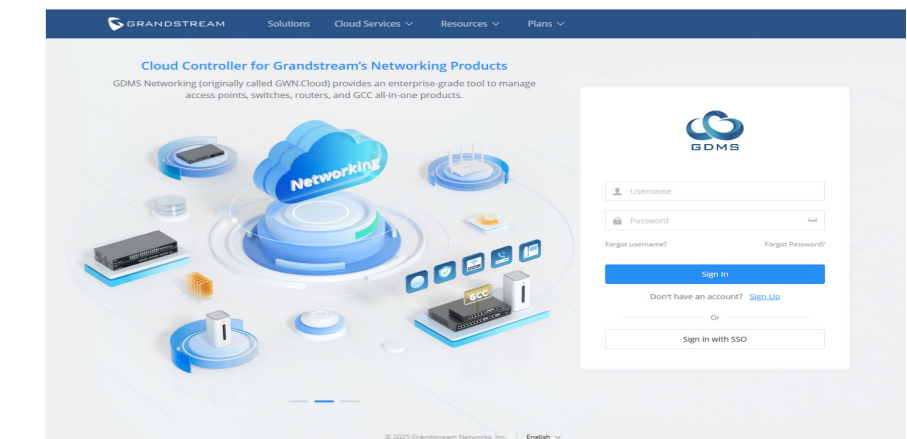 GRANDSTREAM
Solutions
Cloud Services
Resources
Plans
Cloud Controller for Grandstream's Networking Products
GDMS Networking (originally called GWN.Cloud) provides an enterprise-grade tool to manage
access points, switches, routers, and GCC all-in-one products.
Networking
GCC
GDMS
Username
Password
Forgot username?
Forgot Password?
Sign In
Don't have an account? Sign Up
Or
Sign in with SSO
© 2025 Grandstream Networks, Inc.
English